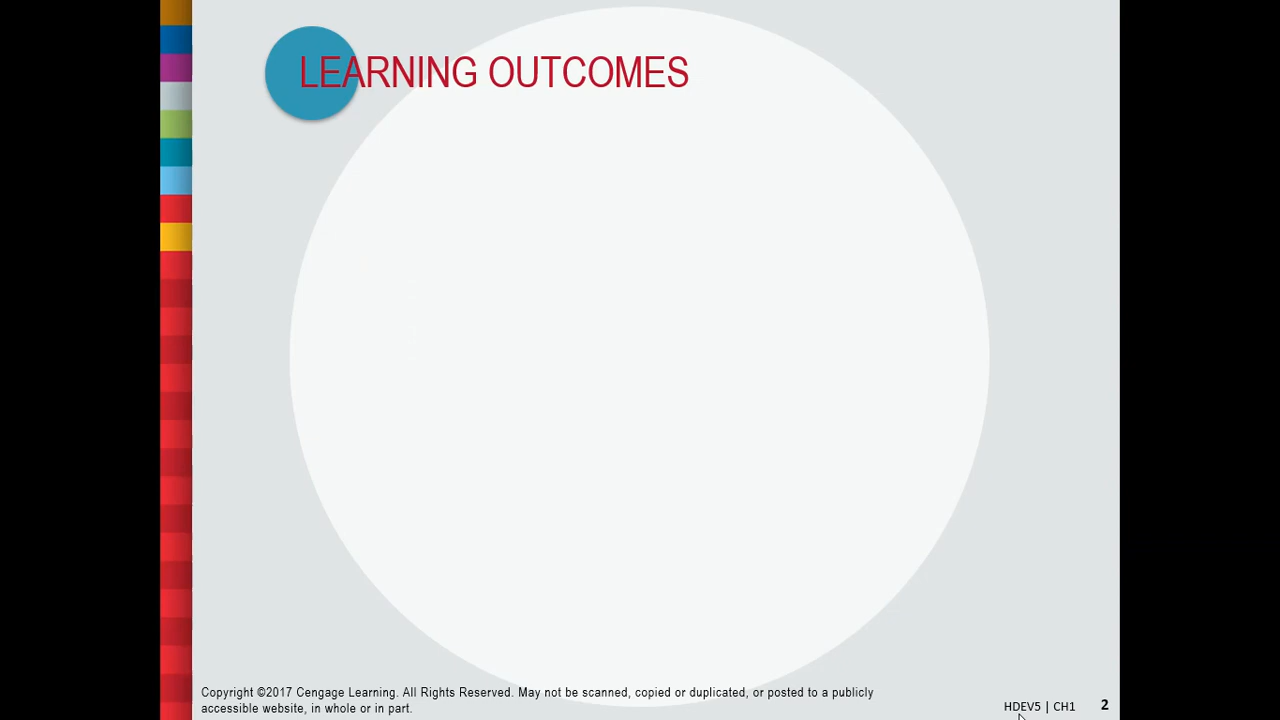 LEARNING OUTCOMES
Copyright ©2017 Cengage Learning. All Rights Reserved. May not be scanned, copied or duplicated, or posted to a publicly
accessible website, in whole or in part.
HDEV5 | CH1 2